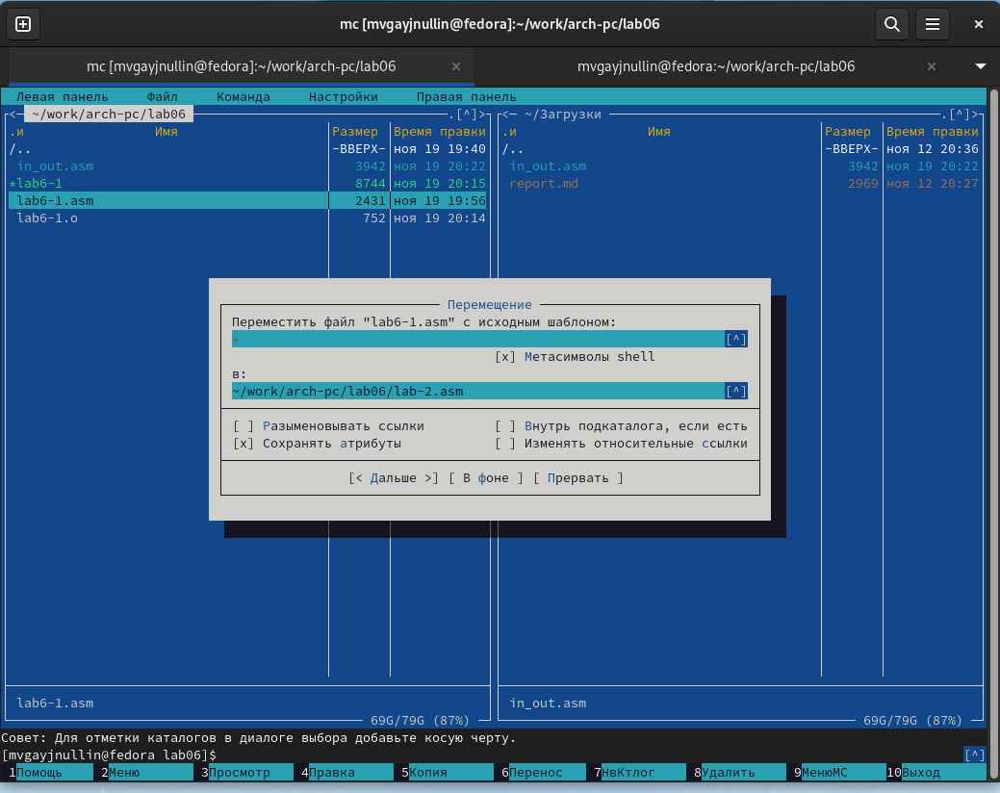 mc [mvgayjnullin@fedora]:~/work/arch-pc/lab06
mc [mvgayjnullin@fedora]:~/work/arch-pc/lab06 mvgayjnullin@fedora:~/work/arch-pc/lab06
Левая панель Файл Команда Настройки Правая панель
<─ ~/work/arch-pc/lab06 .[^]> <─ ~/Загрузки .[^]>
.и Имя Размер Время правки .и Имя Размер Время правки
/.. -ВВЕРХ- ноя 19 19:40 /.. -ВВЕРХ- ноя 12 20:36
in_out.asm 3942 ноя 19 20:22 in_out.asm 3942 ноя 19 20:22
*lab6-1 8744 ноя 19 20:15 report.md 2969 ноя 12 20:27
lab6-1.asm 2431 ноя 19 19:56
lab6-1.o 752 ноя 19 20:14
Перемещение
Переместить файл "lab6-1.asm" с исходным шаблоном:
* [^]
[x] Метасимволы shell
в:
~/work/arch-pc/lab06/lab-2.asm [^]
[ ] Разыменовывать ссылки [ ] Внутрь подкаталога, если есть
[x] Сохранять атрибуты [ ] Изменять относительные ссылки
[< Дальше >] [ В фоне ] [ Прервать ]
lab6-1.asm in_out.asm
69G/79G (87%) 69G/79G (87%)
Совет: Для отметки каталогов в диалоге выбора добавьте косую черту.
[mvgayjnullin@fedora lab06]$ [^]
1Помощь 2Меню 3Просмотр 4Правка 5Копия 6Перенос 7НвКтлог 8Удалить 9МенюМС 10Выход